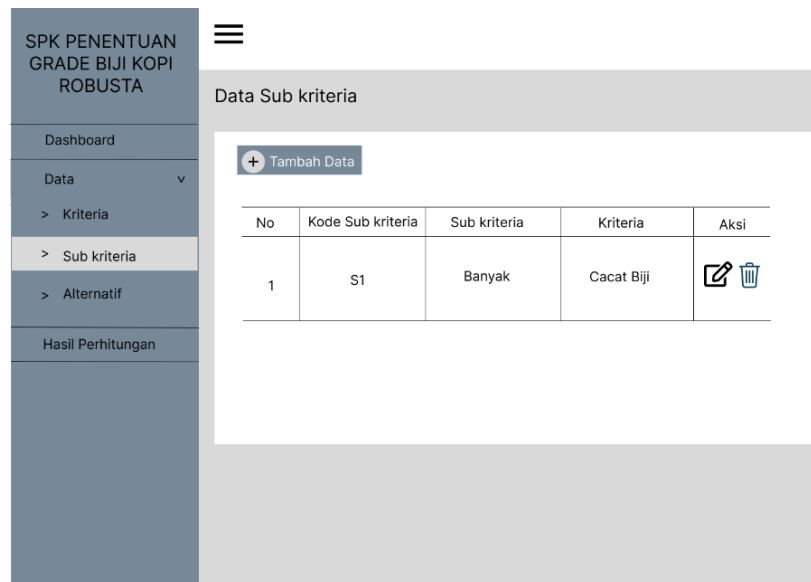 SPK PENENTUAN
GRADE BIJI KOPI
ROBUSTA
Dashboard
Data v
> Kriteria
> Sub kriteria
> Alternatif
Hasil Perhitungan
Data Sub kriteria
+ Tambah Data
No Kode Sub kriteria Sub kriteria Kriteria Aksi
1 S1 Banyak Cacat Biji